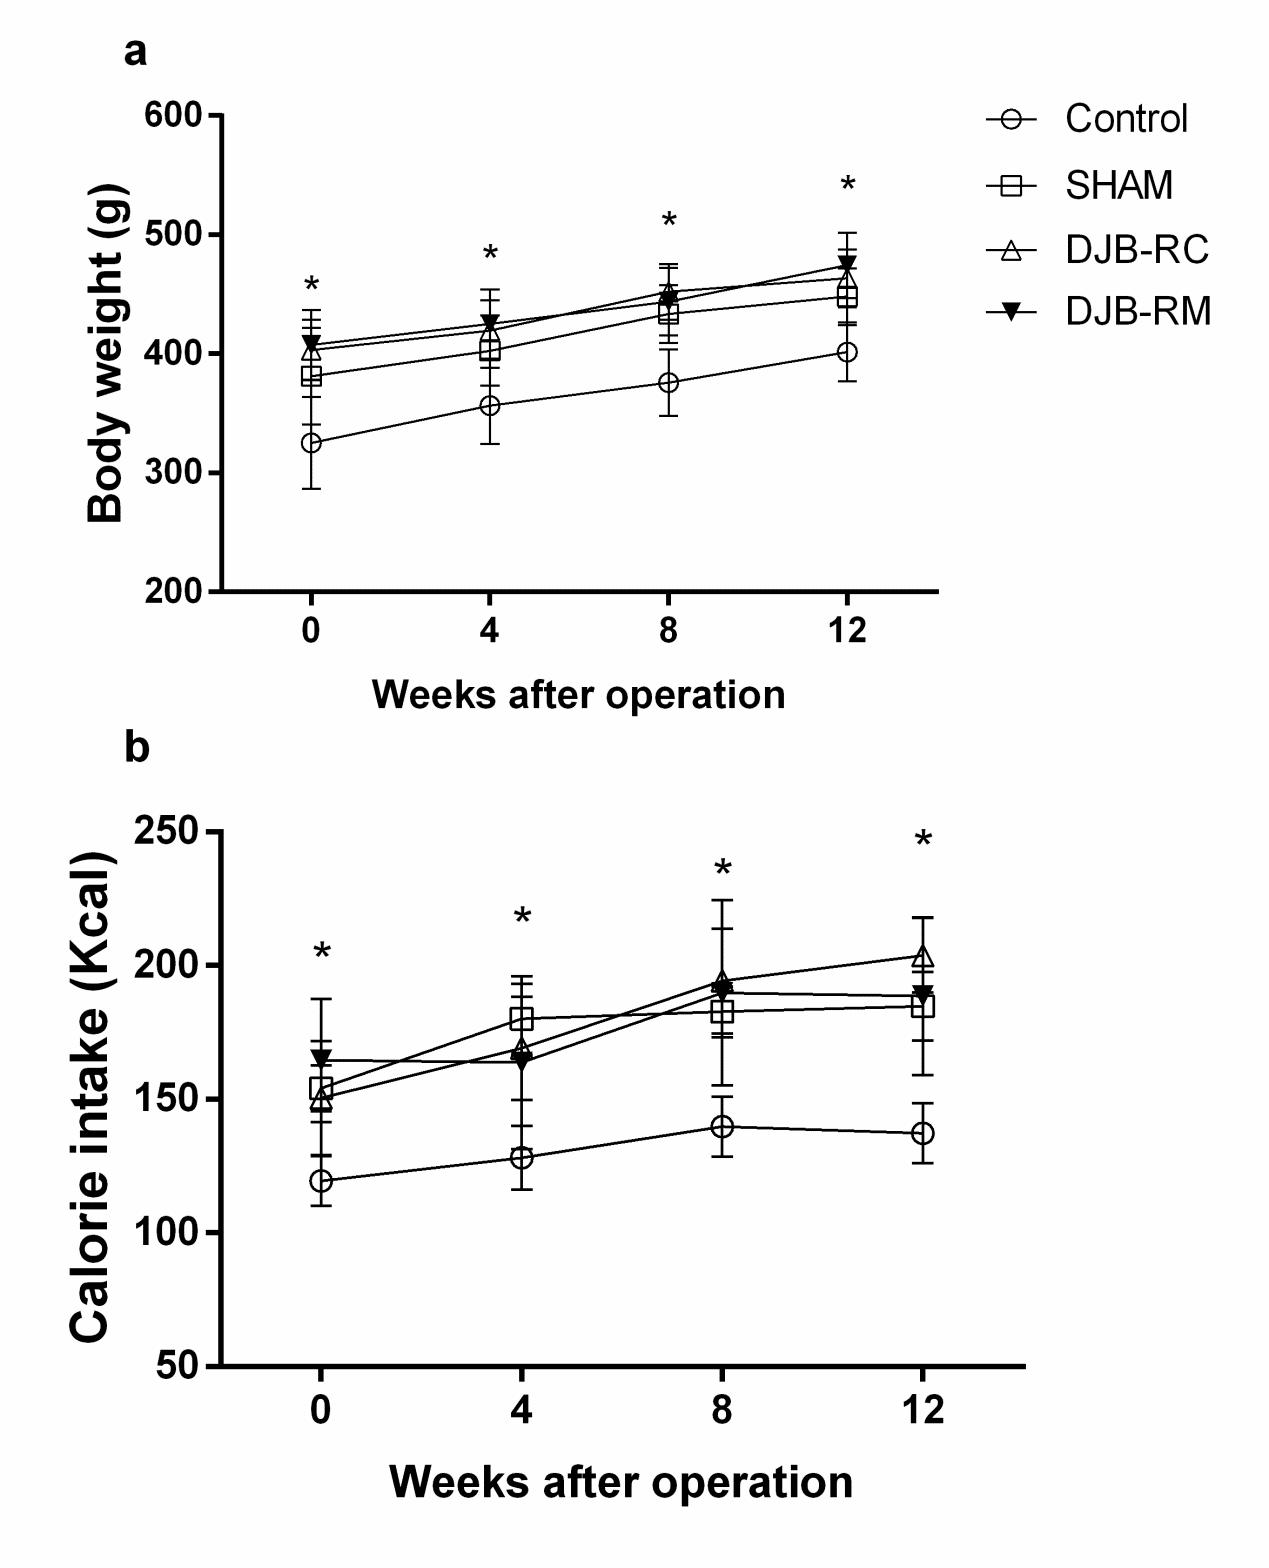 a
600
500
400
300
200
Body weight (g)
*
*
*
*
0 4 8 12
Weeks after operation
Control
SHAM
DJB-RC
DJB-RM
b
250
200
150
100
50
Calorie intake (Kcal)
*
*
*
*
0 4 8 12
Weeks after operation